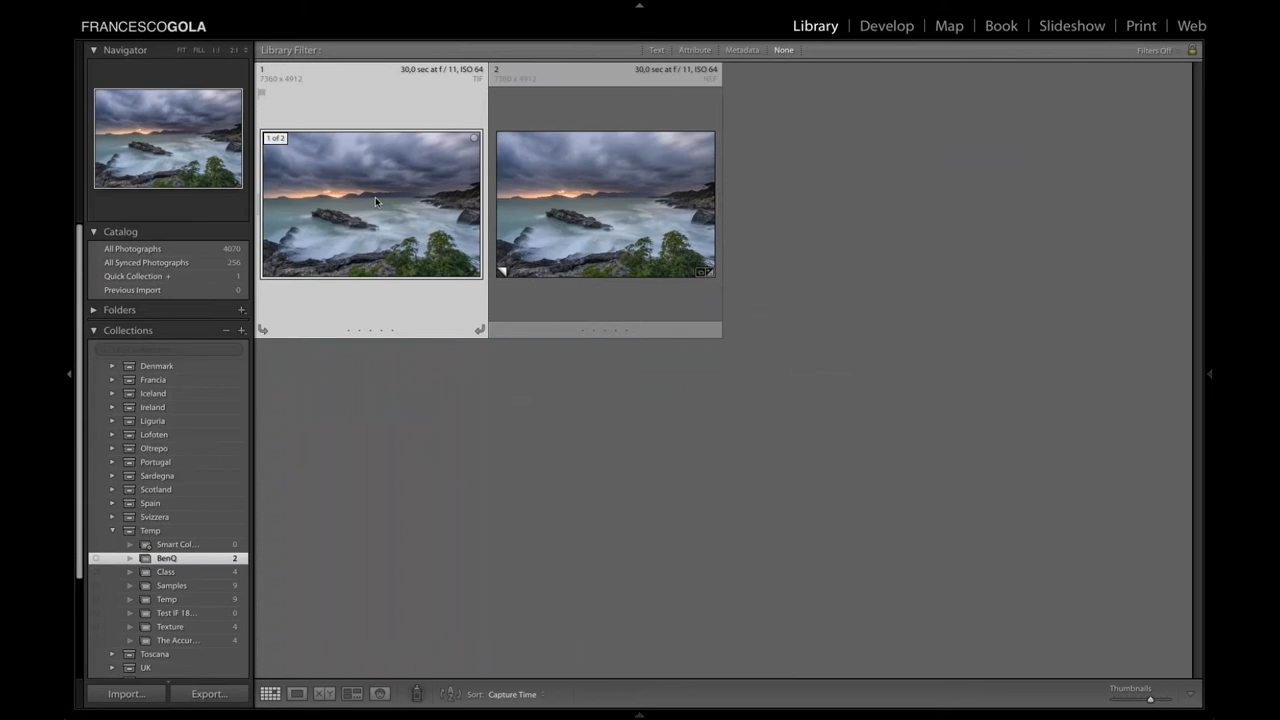 FRANCESCOGOLA
Library | Develop | Map | Book | Slideshow | Print | Web
Navigator FIT FILL 1:1 2:1
Library Filter: Text Attribute Metadata None Filters Off
1 30,0 sec at f / 11, ISO 64
7360 x 4912 TIF
2 30,0 sec at f / 11, ISO 64
7360 x 4912 NEF
1 of 2
Catalog
All Photographs 4070
All Synced Photographs 256
Quick Collection + 1
Previous Import 0
Folders +
Collections − +
Denmark
Francia
Iceland
Ireland
Liguria
Lofoten
Oltrepo
Portugal
Sardegna
Scotland
Spain
Svizzera
Temp
Smart Col... 0
BenQ 2
Class 4
Samples 9
Temp 9
Test IF 18... 0
Texture 4
The Accur... 4
Toscana
UK
Import... Export...
Sort: Capture Time
Thumbnails